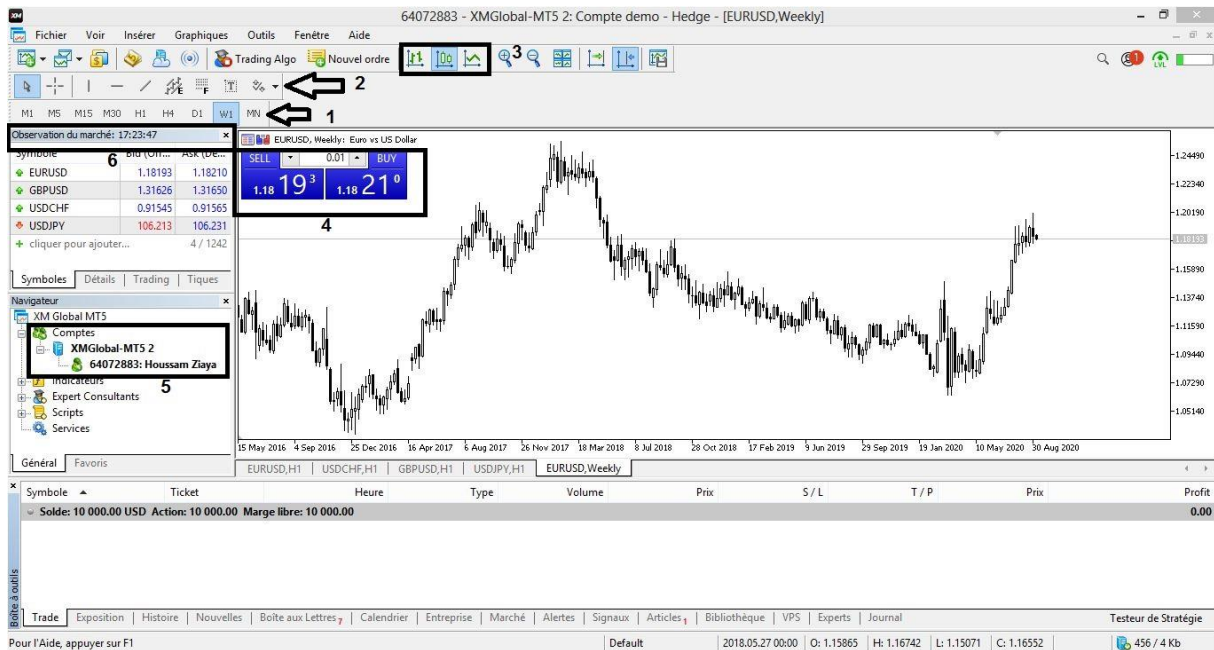 XM
64072883 - XMGlobal-MT5 2: Compte demo - Hedge - [EURUSD,Weekly]
Fichier Voir Insérer Graphiques Outils Fenêtre Aide
Trading Algo Nouvel ordre 3 1 LVL
E F T 2
M1 M5 M15 M30 H1 H4 D1 W1 MN 1
Observation du marché: 17:23:47
Symbole Bid (Off... Ask (De...
6
EURUSD 1.18193 1.18210
GBPUSD 1.31626 1.31650
USDCHF 0.91545 0.91565
USDJPY 106.213 106.231
cliquer pour ajouter... 4 / 1242
Symboles Détails Trading Tiques
Navigateur
XM Global MT5
Comptes
XMGlobal-MT5 2
64072883: Houssam Ziaya
5
Indicateurs
Expert Consultants
Scripts
Services
Général Favoris
EURUSD, Weekly: Euro vs US Dollar
SELL 0.01 BUY
1.18 19 3 1.18 21 0
4
1.24490
1.22340
1.20190
1.18193
1.15890
1.13740
1.11590
1.09440
1.07290
1.05140
15 May 2016 4 Sep 2016 25 Dec 2016 16 Apr 2017 6 Aug 2017 26 Nov 2017 18 Mar 2018 8 Jul 2018 28 Oct 2018 17 Feb 2019 9 Jun 2019 29 Sep 2019 19 Jan 2020 10 May 2020 30 Aug 2020
EURUSD,H1 USDCHF,H1 GBPUSD,H1 USDJPY,H1 EURUSD,Weekly
Symbole Ticket Heure Type Volume Prix S / L T / P Prix Profit
Solde: 10 000.00 USD Action: 10 000.00 Marge libre: 10 000.00 0.00
Boîte à outils
Trade Exposition Histoire Nouvelles Boîte aux Lettres 7 Calendrier Entreprise Marché Alertes Signaux Articles 1 Bibliothèque VPS Experts Journal Testeur de Stratégie
Pour l'Aide, appuyer sur F1 Default 2018.05.27 00:00 O: 1.15865 H: 1.16742 L: 1.15071 C: 1.16552 456 / 4 Kb